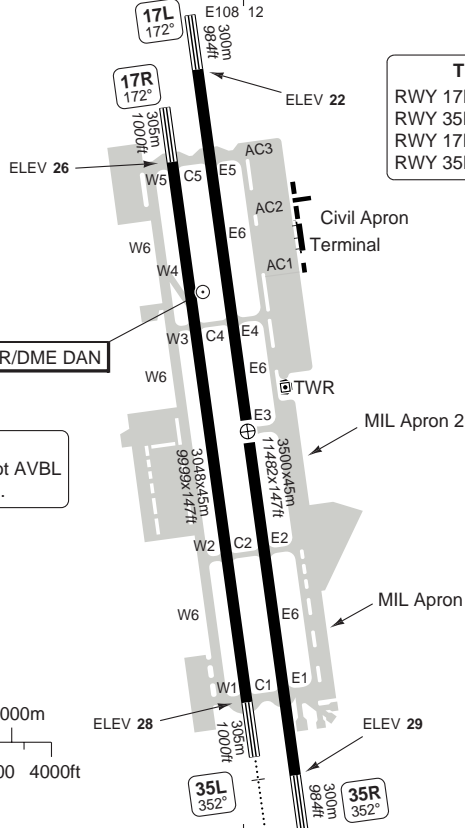 17L
172°
E108 12
300m
984ft
17R
172°
305m
1000ft
ELEV 22
T
RWY 17
RWY 35
RWY 17
RWY 35
ELEV 26
AC3
W5
C5
E5
AC2
Civil Apron
Terminal
W6
E6
W4
AC1
R/DME DAN
W3
C4
E4
W6
E6
TWR
E3
MIL Apron 2
ot AVBL
.
3048x45m
9999x147ft
3500x45m
11482x147ft
W2
C2
E2
W6
E6
MIL Apron
W1
C1
E1
000m
ELEV 28
305m
1000ft
ELEV 29
00 4000ft
35L
352°
300m
984ft
35R
352°